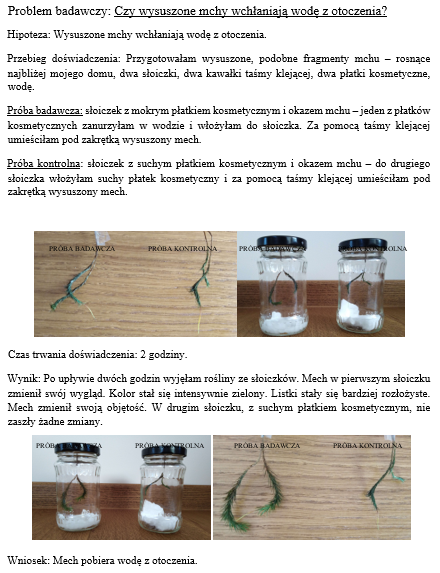 Problem badawczy: Czy wysuszone mchy wchłaniają wodę z otoczenia?
Hipoteza: Wysuszone mchy wchłaniają wodę z otoczenia.
Przebieg doświadczenia: Przygotowałam wysuszone, podobne fragmenty mchu – rosnące
najbliżej mojego domu, dwa słoiczki, dwa kawałki taśmy klejącej, dwa płatki kosmetyczne,
wodę.
Próba badawcza: słoiczek z mokrym płatkiem kosmetycznym i okazem mchu – jeden z płatków
kosmetycznych zanurzyłam w wodzie i włożyłam do słoiczka. Za pomocą taśmy klejącej
umieściłam pod zakrętką wysuszony mech.
Próba kontrolna: słoiczek z suchym płatkiem kosmetycznym i okazem mchu – do drugiego
słoiczka włożyłam suchy płatek kosmetyczny i za pomocą taśmy klejącej umieściłam pod
zakrętką wysuszony mech.
PRÓBA BADAWCZA PRÓBA KONTROLNA PRÓBA BADAWCZA PRÓBA KONTROLNA
Czas trwania doświadczenia: 2 godziny.
Wynik: Po upływie dwóch godzin wyjęłam rośliny ze słoiczków. Mech w pierwszym słoiczku
zmienił swój wygląd. Kolor stał się intensywnie zielony. Listki stały się bardziej rozłożyste.
Mech zmienił swoją objętość. W drugim słoiczku, z suchym płatkiem kosmetycznym, nie
zaszły żadne zmiany.
PRÓBA BADAWCZA PRÓBA KONTROLNA PRÓBA BADAWCZA PRÓBA KONTROLNA
Wniosek: Mech pobiera wodę z otoczenia.